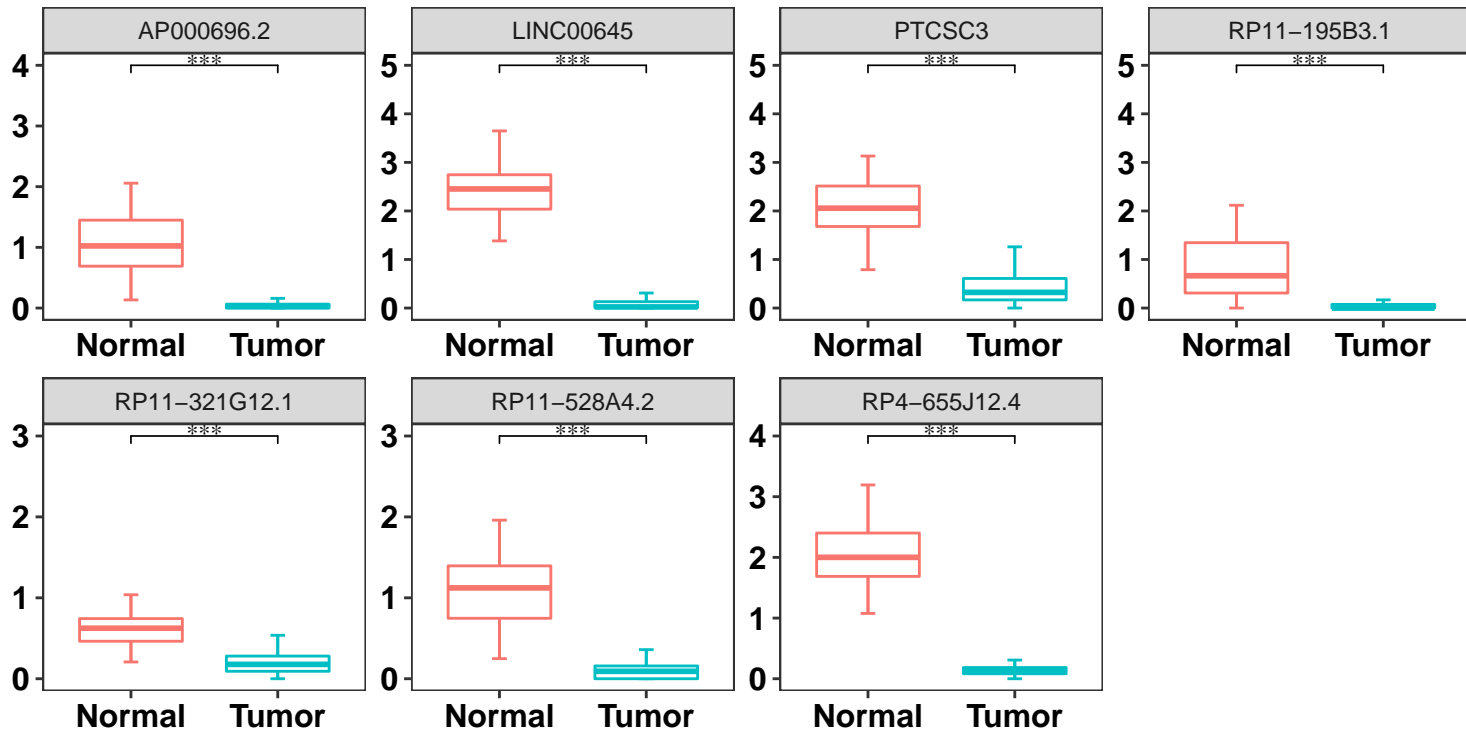 AP000696.2 LINC00645 PTCSC3 RP11−195B3.1
*** *** *** ***
4 5 5 5
3 4 4 4
2 3 3 3
1 2 2 2
0 1 1 1
0 0 0
Normal Tumor Normal Tumor Normal Tumor Normal Tumor
RP11−321G12.1 RP11−528A4.2 RP4−655J12.4
*** *** ***
3 3 4
2 2 3
1 1 2
0 0 1
0
Normal Tumor Normal Tumor Normal Tumor